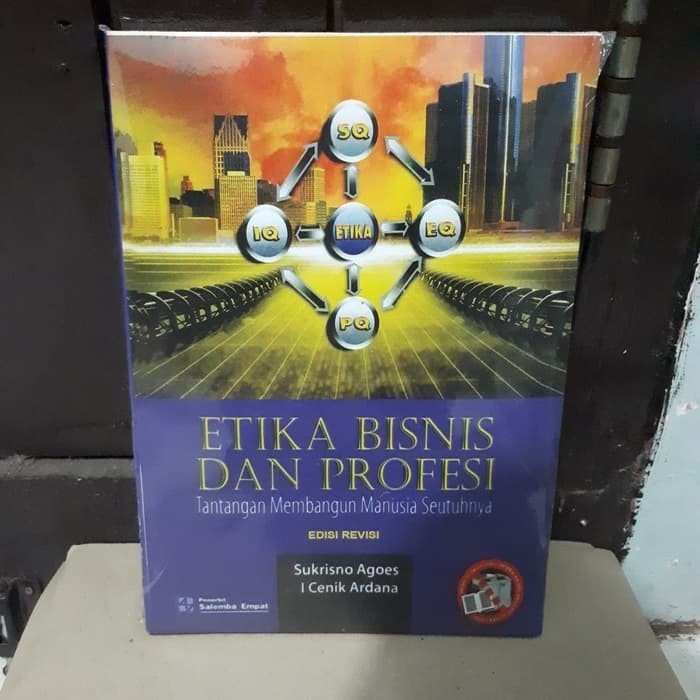 SQ
IQ
ETIKA
EQ
PQ
ETIKA BISNIS
DAN PROFESI
Tantangan Membangun Manusia Seutuhnya
EDISI REVISI
Sukrisno Agoes
I Cenik Ardana
Penerbit
Salemba Empat